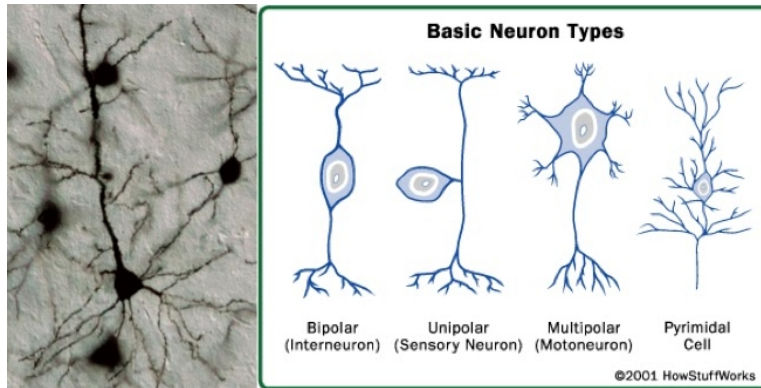 Basic Neuron Types
Bipolar
(Interneuron)
Unipolar
(Sensory Neuron)
Multipolar
(Motoneuron)
Pyrimidal
Cell
©2001 HowStuffWorks